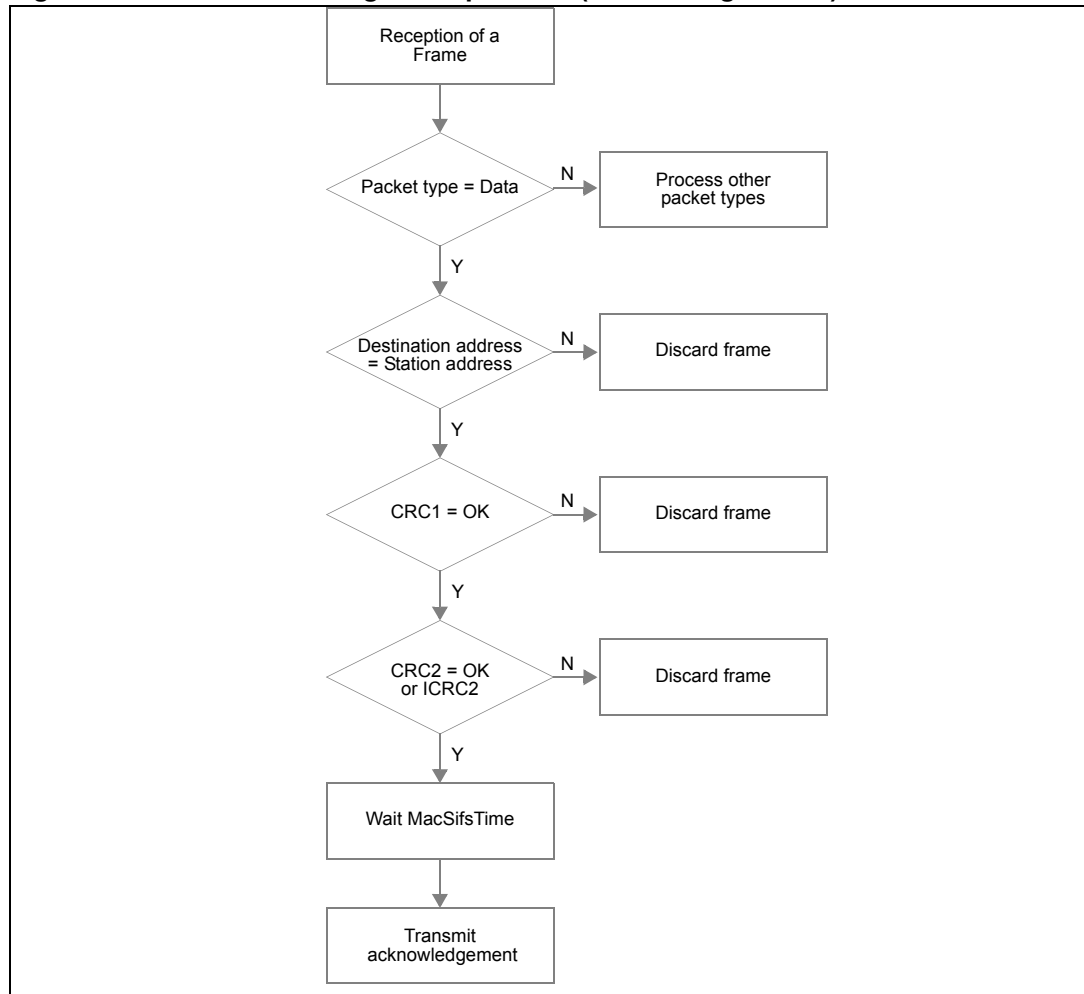 Reception of a
Frame
Packet type = Data
N
Process other
packet types
Y
Destination address
= Station address
N
Discard frame
Y
CRC1 = OK
N
Discard frame
Y
CRC2 = OK
or ICRC2
N
Discard frame
Y
Wait MacSifsTime
Transmit
acknowledgement